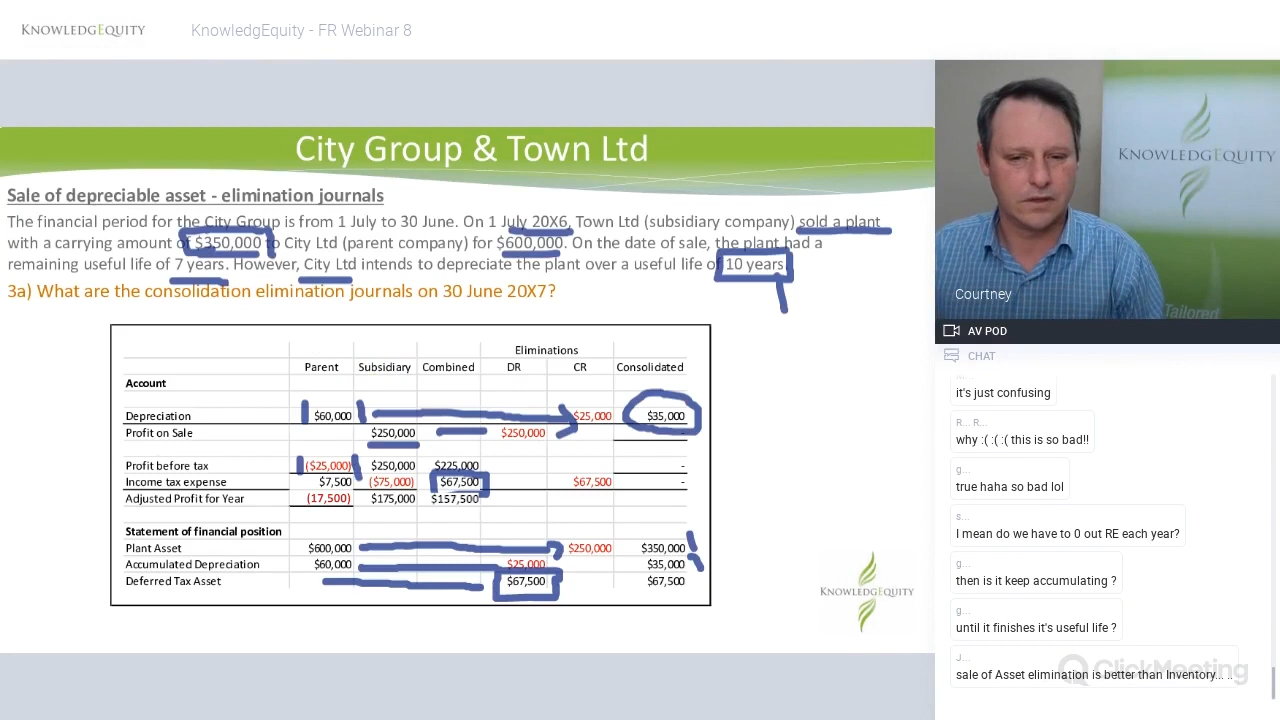 KNOWLEDGEQUITY
KnowledgEquity - FR Webinar 8
City Group & Town Ltd
Sale of depreciable asset - elimination journals
The financial period for the City Group is from 1 July to 30 June. On 1 July 20X6, Town Ltd (subsidiary company) sold a plant
with a carrying amount of $350,000 to City Ltd (parent company) for $600,000. On the date of sale, the plant had a
remaining useful life of 7 years. However, City Ltd intends to depreciate the plant over a useful life of 10 years.
3a) What are the consolidation elimination journals on 30 June 20X7?
Eliminations
Parent Subsidiary Combined DR CR Consolidated
Account
Depreciation $60,000 $25,000 $35,000
Profit on Sale $250,000 $250,000 -
Profit before tax ($25,000) $250,000 $225,000 -
Income tax expense $7,500 ($75,000) $67,500 $67,500 -
Adjusted Profit for Year (17,500) $175,000 $157,500
Statement of financial position
Plant Asset $600,000 $250,000 $350,000
Accumulated Depreciation $60,000 $25,000 $35,000
Deferred Tax Asset $67,500 $67,500
KNOWLEDGEQUITY
KNOWLEDGEQUITY
Tailored
Courtney
AV POD
CHAT
it's just confusing
R... R...
why :( :( :( this is so bad!!
g...
true haha so bad lol
s...
I mean do we have to 0 out RE each year?
g...
then is it keep accumulating ?
g...
until it finishes it's useful life ?
J...
sale of Asset elimination is better than Inventory... ..
ClickMeeting